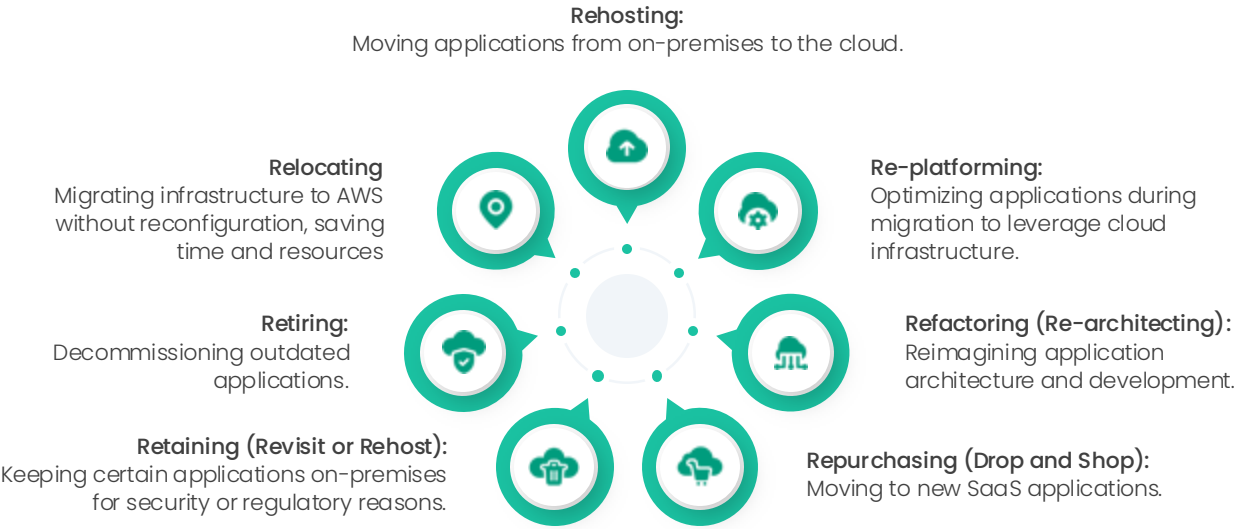 Rehosting:
Moving applications from on-premises to the cloud.
Relocating
Migrating infrastructure to AWS
without reconfiguration, saving
time and resources
Re-platforming:
Optimizing applications during
migration to leverage cloud
infrastructure.
Retiring:
Decommissioning outdated
applications.
Refactoring (Re-architecting):
Reimagining application
architecture and development.
Retaining (Revisit or Rehost):
Keeping certain applications on-premises
for security or regulatory reasons.
Repurchasing (Drop and Shop):
Moving to new SaaS applications.